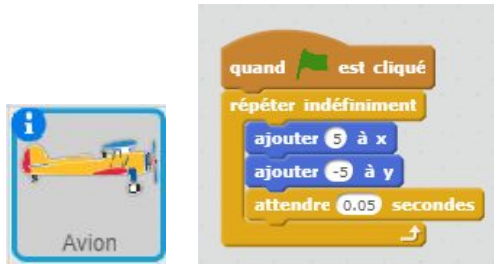 i
Avion
quand est cliqué
répéter indéfiniment
ajouter 5 à x
ajouter -5 à y
attendre 0.05 secondes